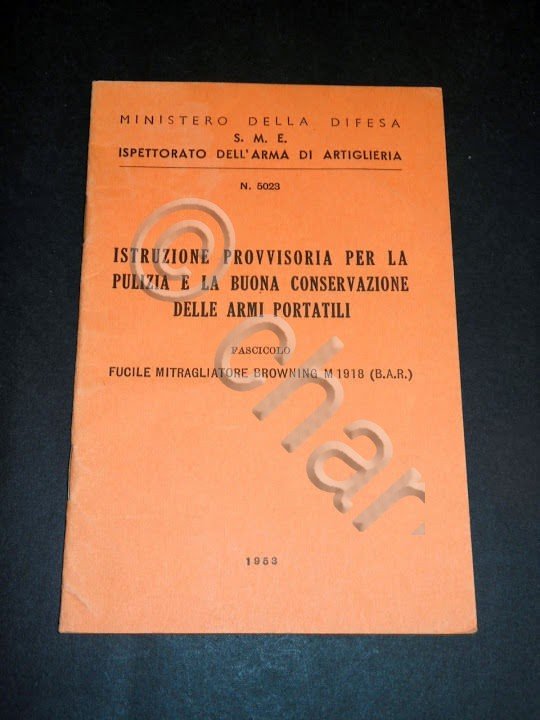 MINISTERO DELLA DIFESA
S. M. E.
ISPETTORATO DELL'ARMA DI ARTIGLIERIA
N. 5023
ISTRUZIONE PROVVISORIA PER LA
PULIZIA E LA BUONA CONSERVAZIONE
DELLE ARMI PORTATILI
FASCICOLO
FUCILE MITRAGLIATORE BROWNING M 1918 (B.A.R.)
1953
© char